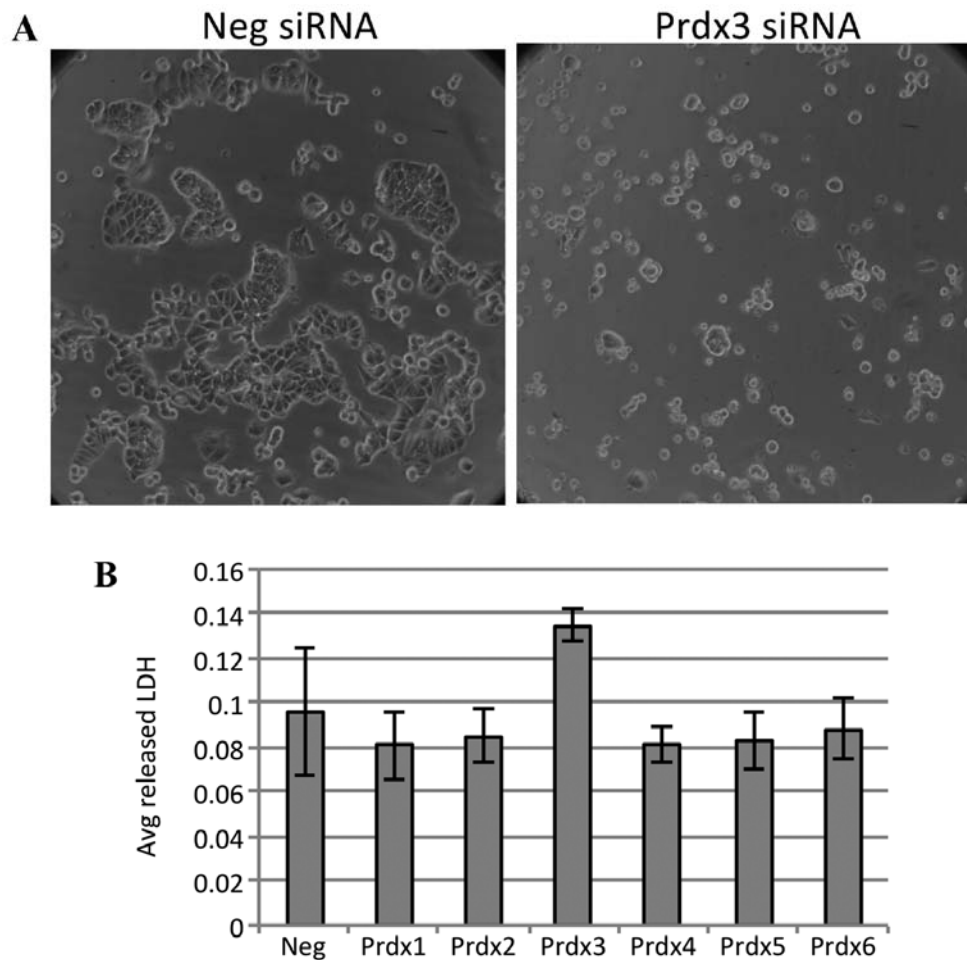 A
Neg siRNA
Prdx3 siRNA
B
Avg released LDH
0.16
0.14
0.12
0.1
0.08
0.06
0.04
0.02
0
Neg Prdx1 Prdx2 Prdx3 Prdx4 Prdx5 Prdx6